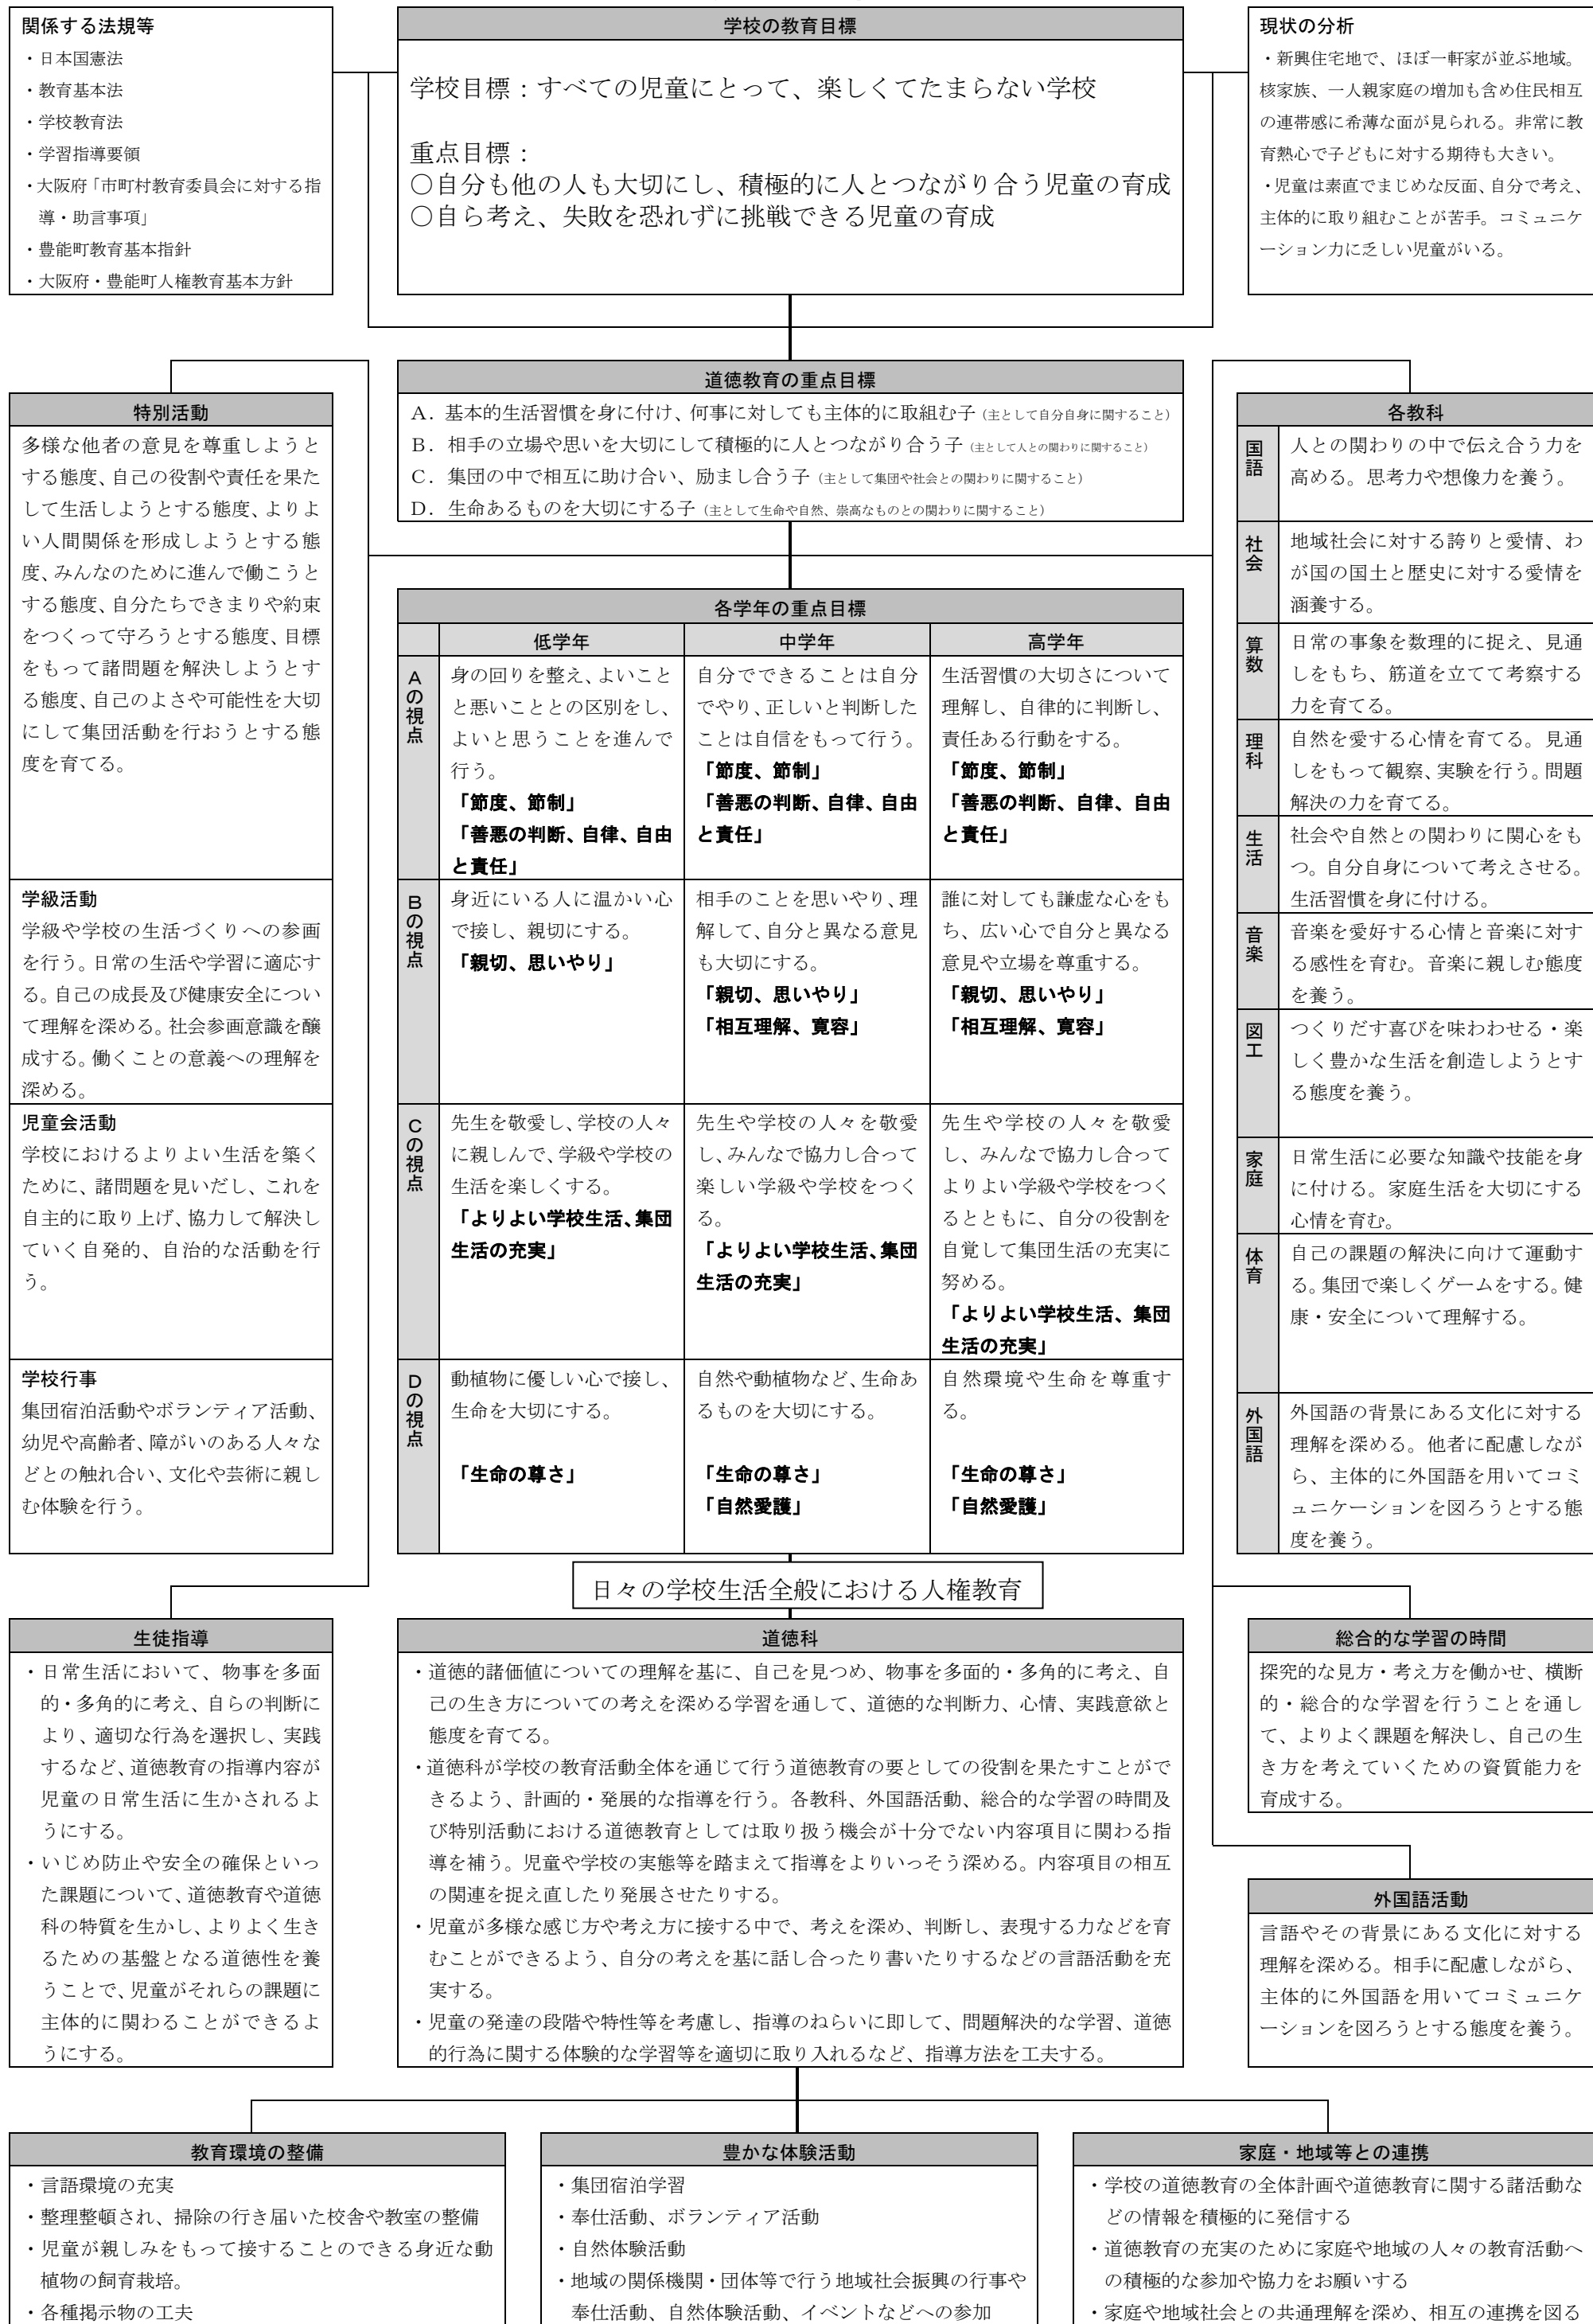 関係する法規等
・日本国憲法
・教育基本法
・学校教育法
・学習指導要領
・大阪府「市町村教育委員会に対する指
導・助言事項」
・豊能町教育基本指針
・大阪府・豊能町人権教育基本方針
学校の教育目標
学校目標：すべての児童にとって、楽しくてたまらない学校
重点目標：
○自分も他の人も大切にし、積極的に人とつながり合う児童の育成
○自ら考え、失敗を恐れずに挑戦できる児童の育成
現状の分析
・新興住宅地で、ほぼ一軒家が並ぶ地域。
核家族、一人親家庭の増加も含め住民相互
の連帯感に希薄な面が見られる。非常に教
育熱心で子どもに対する期待も大きい。
・児童は素直でまじめな反面、自分で考え、
主体的に取り組むことが苦手。コミュニケ
ーション力に乏しい児童がいる。
道徳教育の重点目標
A．基本的生活習慣を身に付け、何事に対しても主体的に取組む子（主として自分自身に関すること）
B．相手の立場や思いを大切にして積極的に人とつながり合う子（主として人との関わりに関すること）
C．集団の中で相互に助け合い、励まし合う子（主として集団や社会との関わりに関すること）
D．生命あるものを大切にする子（主として生命や自然、崇高なものとの関わりに関すること）
特別活動
多様な他者の意見を尊重しようと
する態度、自己の役割や責任を果た
して生活しようとする態度、よりよ
い人間関係を形成しようとする態
度、みんなのために進んで働こうと
する態度、自分たちできまりや約束
をつくって守ろうとする態度、目標
をもって諸問題を解決しようとす
る態度、自己のよさや可能性を大切
にして集団活動を行おうとする態
度を育てる。
学級活動
学級や学校の生活づくりへの参画
を行う。日常の生活や学習に適応す
る。自己の成長及び健康安全につい
て理解を深める。社会参画意識を醸
成する。働くことの意義への理解を
深める。
児童会活動
学校におけるよりよい生活を築く
ために、諸問題を見いだし、これを
自主的に取り上げ、協力して解決し
ていく自発的、自治的な活動を行
う。
学校行事
集団宿泊活動やボランティア活動、
幼児や高齢者、障がいのある人々な
どとの触れ合い、文化や芸術に親し
む体験を行う。
各学年の重点目標
低学年
中学年
高学年
Aの視点
身の回りを整え、よいこと
と悪いこととの区別をし、
よいと思うことを進んで
行う。
「節度、節制」
「善悪の判断、自律、自由
と責任」
自分でできることは自分
でやり、正しいと判断した
ことは自信をもって行う。
「節度、節制」
「善悪の判断、自律、自由
と責任」
生活習慣の大切さについて
理解し、自律的に判断し、
責任ある行動をする。
「節度、節制」
「善悪の判断、自律、自由
と責任」
Bの視点
身近にいる人に温かい心
で接し、親切にする。
「親切、思いやり」
相手のことを思いやり、理
解して、自分と異なる意見
も大切にする。
「親切、思いやり」
「相互理解、寛容」
誰に対しても謙虚な心をも
ち、広い心で自分と異なる
意見や立場を尊重する。
「親切、思いやり」
「相互理解、寛容」
Cの視点
先生を敬愛し、学校の人々
に親しんで、学級や学校の
生活を楽しくする。
「よりよい学校生活、集団
生活の充実」
先生や学校の人々を敬愛
し、みんなで協力し合って
楽しい学級や学校をつく
る。
「よりよい学校生活、集団
生活の充実」
先生や学校の人々を敬愛
し、みんなで協力し合って
よりよい学級や学校をつく
るとともに、自分の役割を
自覚して集団生活の充実に
努める。
「よりよい学校生活、集団
生活の充実」
Dの視点
動植物に優しい心で接し、
生命を大切にする。
「生命の尊さ」
自然や動植物など、生命あ
るものを大切にする。
「生命の尊さ」
「自然愛護」
自然環境や生命を尊重す
る。
「生命の尊さ」
「自然愛護」
各教科
国語
人との関わりの中で伝え合う力を
高める。思考力や想像力を養う。
社会
地域社会に対する誇りと愛情、わ
が国の国土と歴史に対する愛情を
涵養する。
算数
日常の事象を数理的に捉え、見通
しをもち、筋道を立てて考察する
力を育てる。
理科
自然を愛する心情を育てる。見通
しをもって観察、実験を行う。問題
解決の力を育てる。
生活
社会や自然との関わりに関心をも
つ。自分自身について考えさせる。
生活習慣を身に付ける。
音楽
音楽を愛好する心情と音楽に対す
る感性を育む。音楽に親しむ態度
を養う。
図工
つくりだす喜びを味わわせる・楽
しく豊かな生活を創造しようとす
る態度を養う。
家庭
日常生活に必要な知識や技能を身
に付ける。家庭生活を大切にする
心情を育む。
体育
自己の課題の解決に向けて運動す
る。集団で楽しくゲームをする。健
康・安全について理解する。
外国語
外国語の背景にある文化に対する
理解を深める。他者に配慮しなが
ら、主体的に外国語を用いてコミ
ュニケーションを図ろうとする態
度を養う。
日々の学校生活全般における人権教育
生徒指導
・日常生活において、物事を多面
的・多角的に考え、自らの判断に
より、適切な行為を選択し、実践
するなど、道徳教育の指導内容が
児童の日常生活に生かされるよ
うにする。
・いじめ防止や安全の確保といっ
た課題について、道徳教育や道徳
科の特質を生かし、よりよく生き
るための基盤となる道徳性を養
うことで、児童がそれらの課題に
主体的に関わることができるよ
うにする。
道徳科
・道徳的諸価値についての理解を基に、自己を見つめ、物事を多面的・多角的に考え、自
己の生き方についての考えを深める学習を通して、道徳的な判断力、心情、実践意欲と
態度を育てる。
・道徳科が学校の教育活動全体を通じて行う道徳教育の要としての役割を果たすことがで
きるよう、計画的・発展的な指導を行う。各教科、外国語活動、総合的な学習の時間及
び特別活動における道徳教育としては取り扱う機会が十分でない内容項目に関わる指
導を補う。児童や学校の実態等を踏まえて指導をよりいっそう深める。内容項目の相互
の関連を捉え直したり発展させたりする。
・児童が多様な感じ方や考え方に接する中で、考えを深め、判断し、表現する力などを育
むことができるよう、自分の考えを基に話し合ったり書いたりするなどの言語活動を充
実する。
・児童の発達の段階や特性等を考慮し、指導のねらいに即して、問題解決的な学習、道徳
的行為に関する体験的な学習等を適切に取り入れるなど、指導方法を工夫する。
総合的な学習の時間
探究的な見方・考え方を働かせ、横断
的・総合的な学習を行うことを通し
て、よりよく課題を解決し、自己の生
き方を考えていくための資質能力を
育成する。
外国語活動
言語やその背景にある文化に対する
理解を深める。相手に配慮しながら、
主体的に外国語を用いてコミュニケ
ーションを図ろうとする態度を養う。
教育環境の整備
・言語環境の充実
・整理整頓され、掃除の行き届いた校舎や教室の整備
・児童が親しみをもって接することのできる身近な動
植物の飼育栽培。
・各種掲示物の工夫
豊かな体験活動
・集団宿泊学習
・奉仕活動、ボランティア活動
・自然体験活動
・地域の関係機関・団体等で行う地域社会振興の行事や
奉仕活動、自然体験活動、イベントなどへの参加
家庭・地域等との連携
・学校の道徳教育の全体計画や道徳教育に関する諸活動な
どの情報を積極的に発信する
・道徳教育の充実のために家庭や地域の人々の教育活動へ
の積極的な参加や協力をお願いする
・家庭や地域社会との共通理解を深め、相互の連携を図る